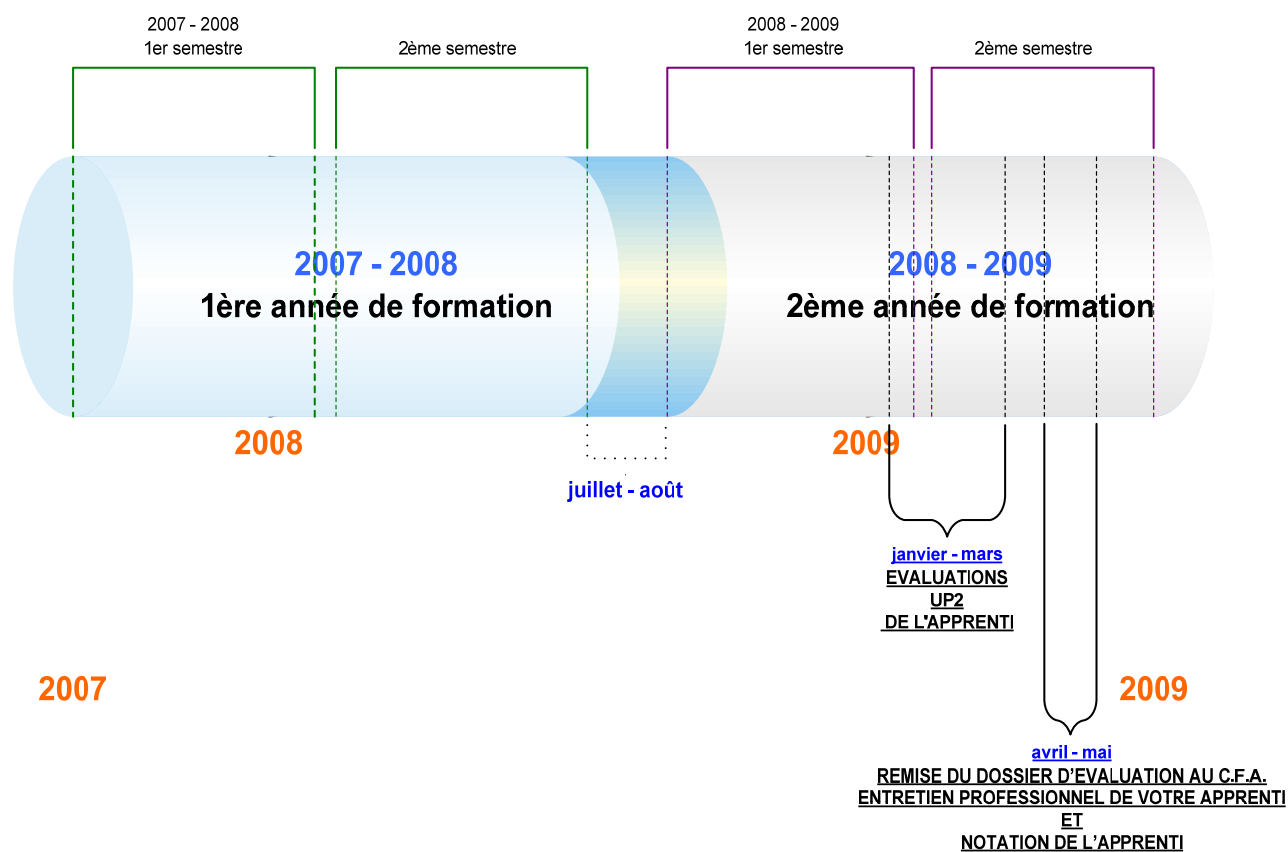 2007 - 2008
1er semestre
2ème semestre
2008 - 2009
1er semestre
2ème semestre
2007 - 2008
1ère année de formation
2008 - 2009
2ème année de formation
2008
2009
juillet - août
janvier - mars
EVALUATIONS
UP2
DE L'APPRENTI
2007
2009
avril - mai
REMISE DU DOSSIER D'EVALUATION AU C.F.A.
ENTRETIEN PROFESSIONNEL DE VOTRE APPRENTI
ET
NOTATION DE L'APPRENTI